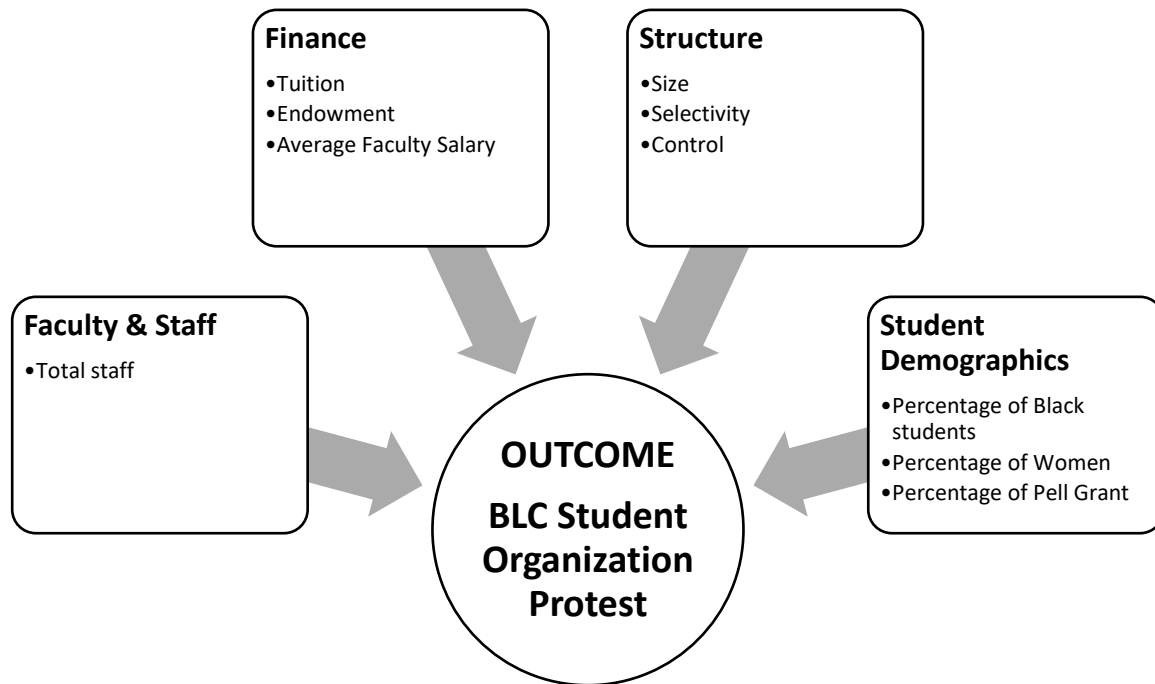 Finance
•Tuition
•Endowment
•Average Faculty Salary
Structure
•Size
•Selectivity
•Control
Faculty & Staff
•Total staff
Student
Demographics
•Percentage of Black
students
•Percentage of Women
•Percentage of Pell Grant
OUTCOME
BLC Student
Organization
Protest